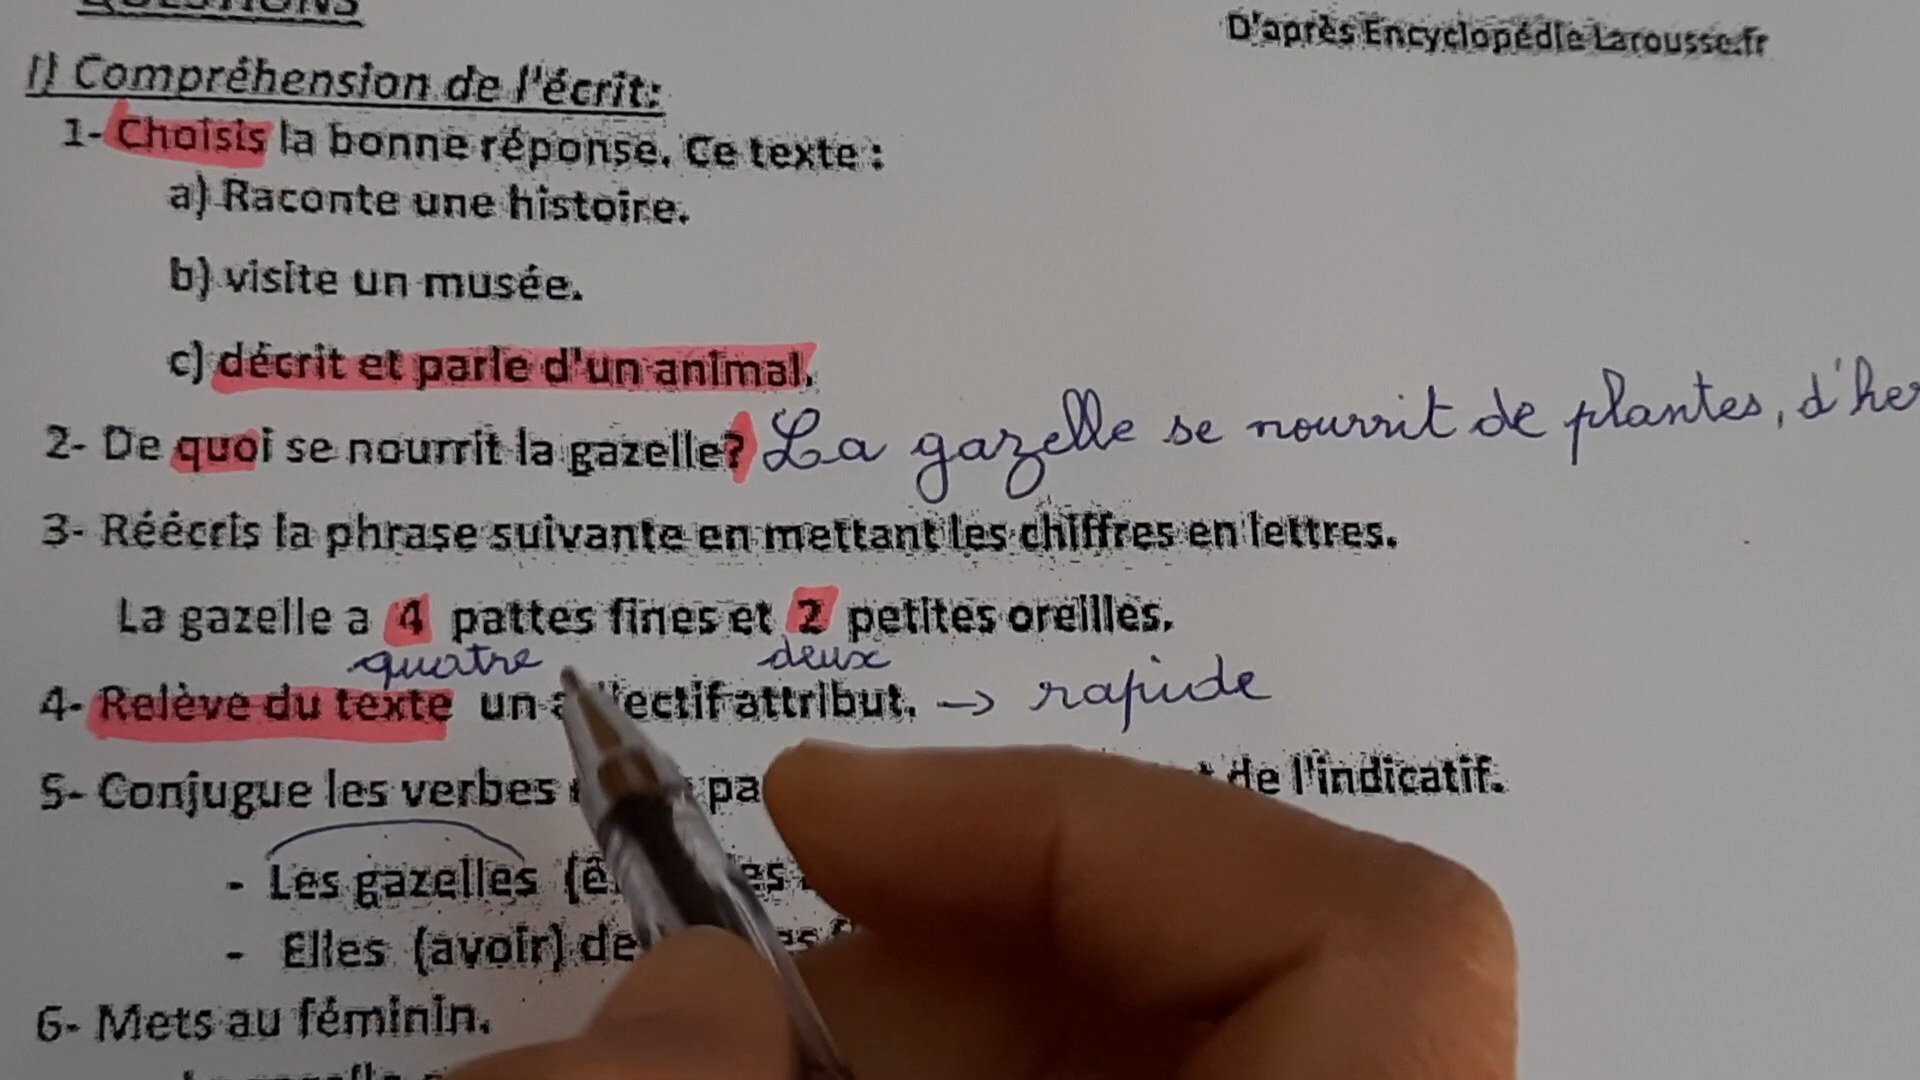 QUESTIONS
D'après Encyclopédie Larousse.fr
I) Compréhension de l'écrit:
1- Choisis la bonne réponse. Ce texte :
a) Raconte une histoire.
b) visite un musée.
c) décrit et parle d'un animal.
2- De quoi se nourrit la gazelle? La gazelle se nourrit de plantes, d'her
3- Réécris la phrase suivante en mettant les chiffres en lettres.
La gazelle a 4 pattes fines et 2 petites oreilles.
quatre deux
4- Relève du texte un attribut. → rapide
5- Conjugue les verbes de l'indicatif.
- Les gazelles
- Elles (avoir)
6- Mets au féminin.